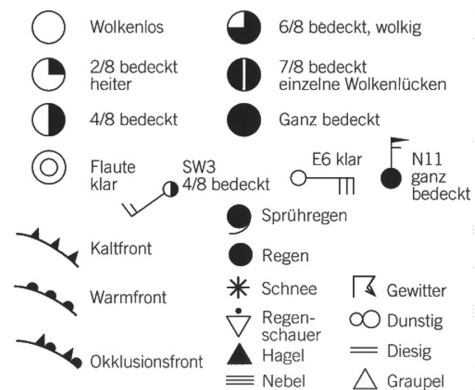 Wolkenlos
2/8 bedeckt
heiter
4/8 bedeckt
Flaute
klar
6/8 bedeckt, wolkig
7/8 bedeckt
einzelne Wolkenlücken
Ganz bedeckt
SW3
4/8 bedeckt
E6 klar
N11
ganz
bedeckt
Kaltfront
Warmfront
Okklusionsfront
Sprühregen
Regen
Schnee
Regen-
schauer
Hagel
Nebel
Gewitter
Dunstig
Diesig
Graupel